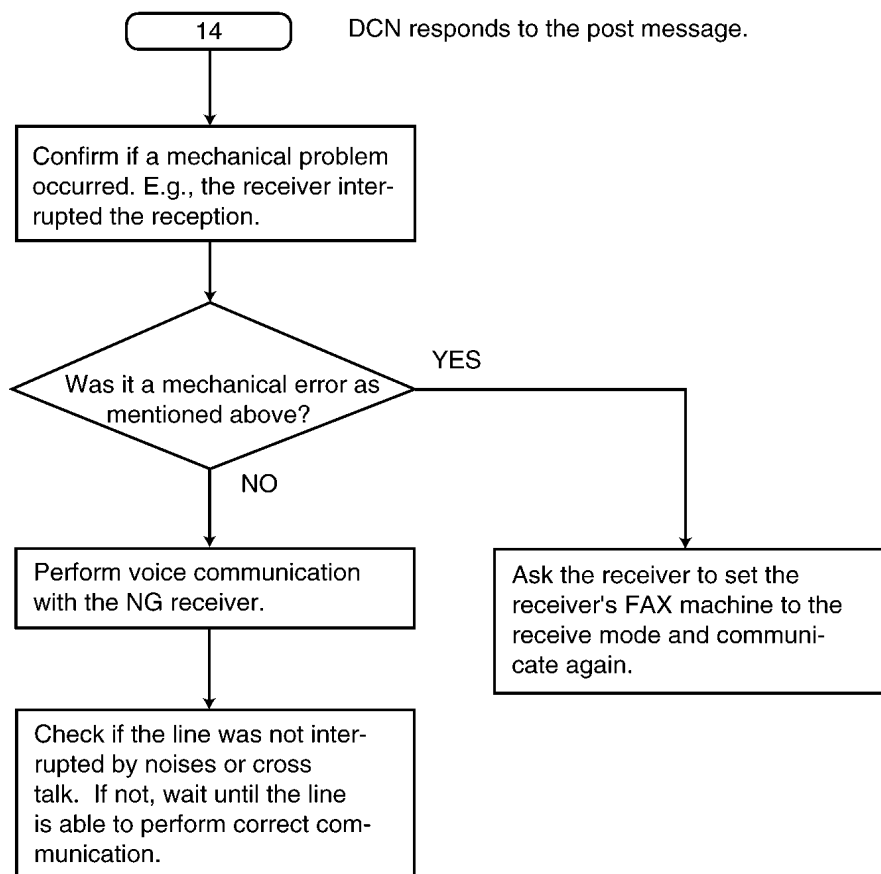 14
DCN responds to the post message.
Confirm if a mechanical problem
occurred. E.g., the receiver inter-
rupted the reception.
Was it a mechanical error as
mentioned above?
YES
NO
Perform voice communication
with the NG receiver.
Ask the receiver to set the
receiver's FAX machine to the
receive mode and communi-
cate again.
Check if the line was not inter-
rupted by noises or cross
talk.  If not, wait until the line
is able to perform correct com-
munication.